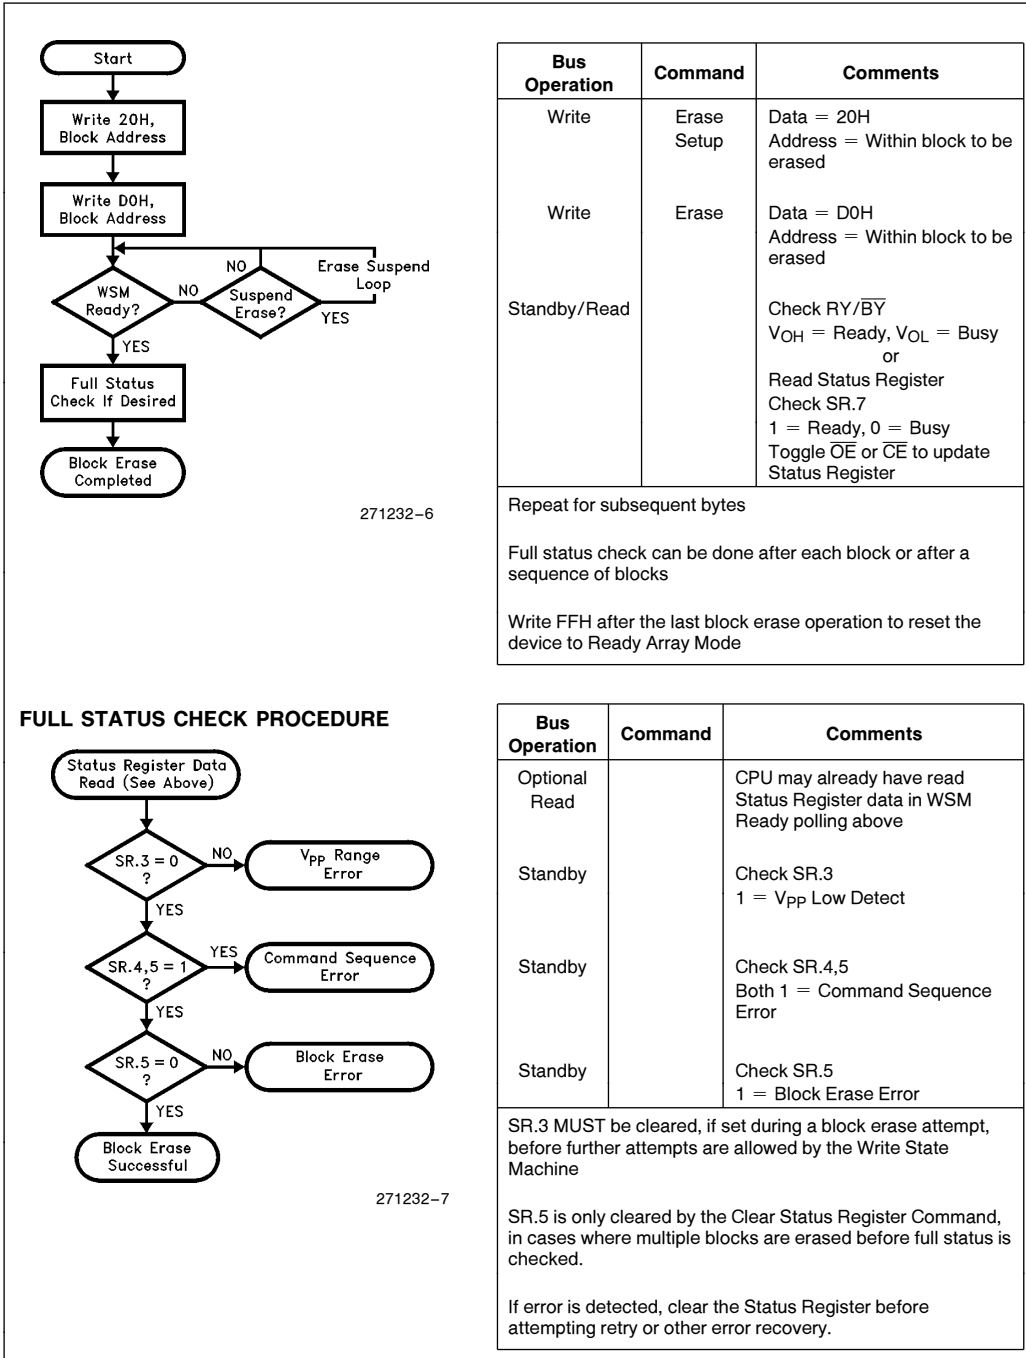 Start
Write 20H,
Block Address
Write D0H,
Block Address
NO
Erase Suspend
Loop
WSM
Ready?
NO
Suspend
Erase?
YES
YES
Full Status
Check If Desired
Block Erase
Completed
271232–6
Bus
Operation
Command
Comments
Write
Erase
Setup
Data = 20H
Address = Within block to be
erased
Write
Erase
Data = D0H
Address = Within block to be
erased
Standby/Read
Check RY/B̅Y̅
VOH = Ready, VOL = Busy
or
Read Status Register
Check SR.7
1 = Ready, 0 = Busy
Toggle O̅E̅ or C̅E̅ to update
Status Register
Repeat for subsequent bytes
Full status check can be done after each block or after a
sequence of blocks
Write FFH after the last block erase operation to reset the
device to Ready Array Mode
FULL STATUS CHECK PROCEDURE
Status Register Data
Read (See Above)
SR.3 = 0
?
NO
VPP Range
Error
YES
SR.4,5 = 1
?
YES
Command Sequence
Error
YES
SR.5 = 0
?
NO
Block Erase
Error
YES
Block Erase
Successful
271232–7
Bus
Operation
Command
Comments
Optional
Read
CPU may already have read
Status Register data in WSM
Ready polling above
Standby
Check SR.3
1 = VPP Low Detect
Standby
Check SR.4,5
Both 1 = Command Sequence
Error
Standby
Check SR.5
1 = Block Erase Error
SR.3 MUST be cleared, if set during a block erase attempt,
before further attempts are allowed by the Write State
Machine
SR.5 is only cleared by the Clear Status Register Command,
in cases where multiple blocks are erased before full status is
checked.
If error is detected, clear the Status Register before
attempting retry or other error recovery.